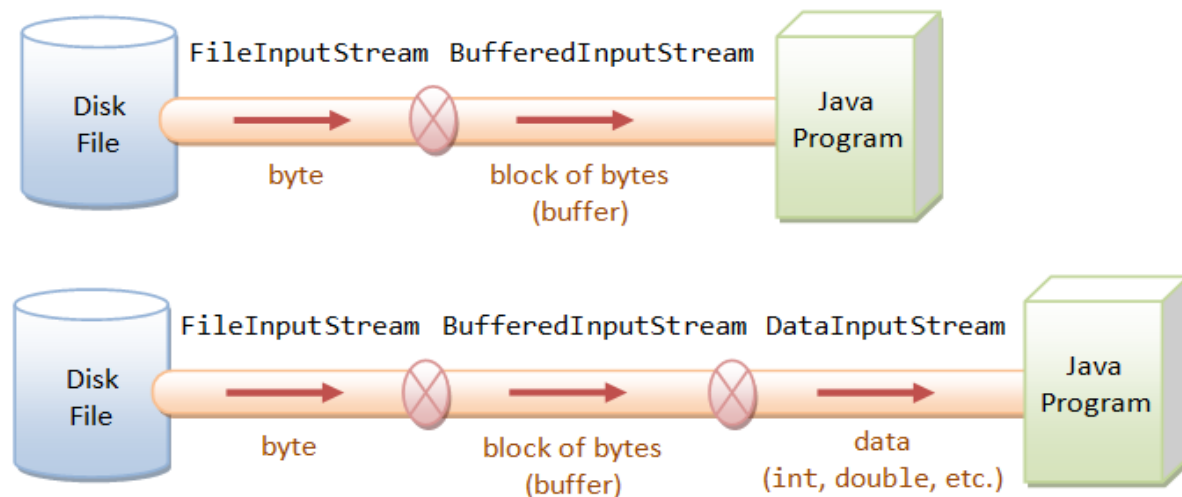 FileInputStream BufferedInputStream
Disk
File
Java
Program
byte
block of bytes
(buffer)
FileInputStream BufferedInputStream DataInputStream
Disk
File
Java
Program
byte
block of bytes
(buffer)
data
(int, double, etc.)